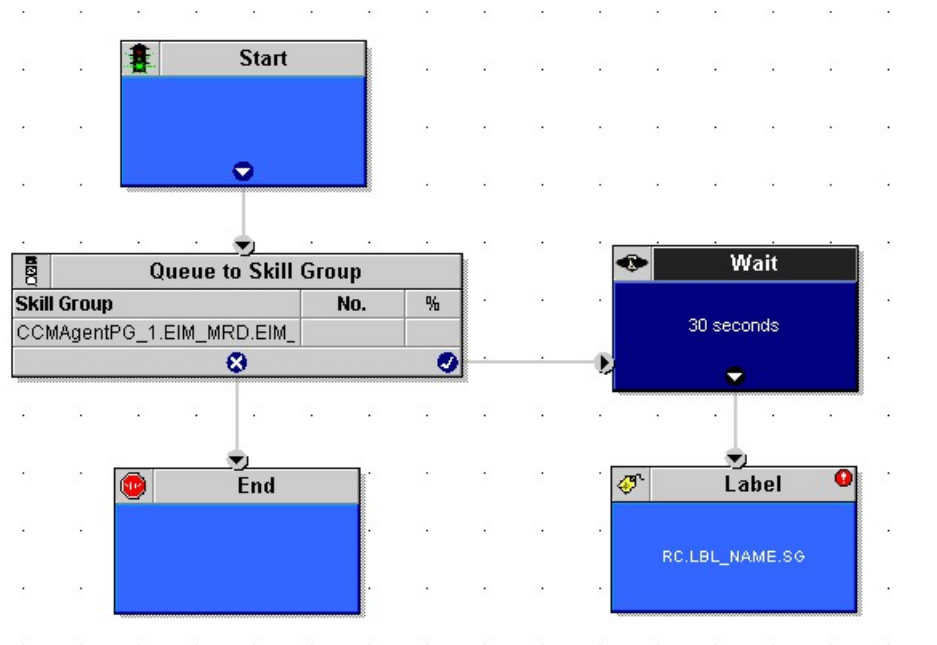 Start
Queue to Skill Group
Skill Group No. %
CCMAgentPG_1.EIM_MRD.EIM_
Wait
30 seconds
End
Label
RC.LBL_NAME.SG